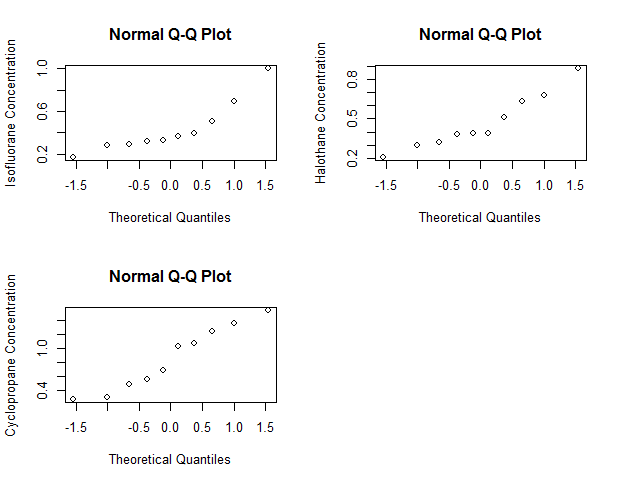 Normal Q-Q Plot
Isoflucrane Concentration
1.0
0.6
0.2
-1.5 -0.5 0.0 0.5 1.0 1.5
Theoretical Quantiles
Normal Q-Q Plot
Halothane Concentration
0.8
0.5
0.2
-1.5 -0.5 0.0 0.5 1.0 1.5
Theoretical Quantiles
Normal Q-Q Plot
Cyclopropane Concentration
1.0
0.4
-1.5 -0.5 0.0 0.5 1.0 1.5
Theoretical Quantiles